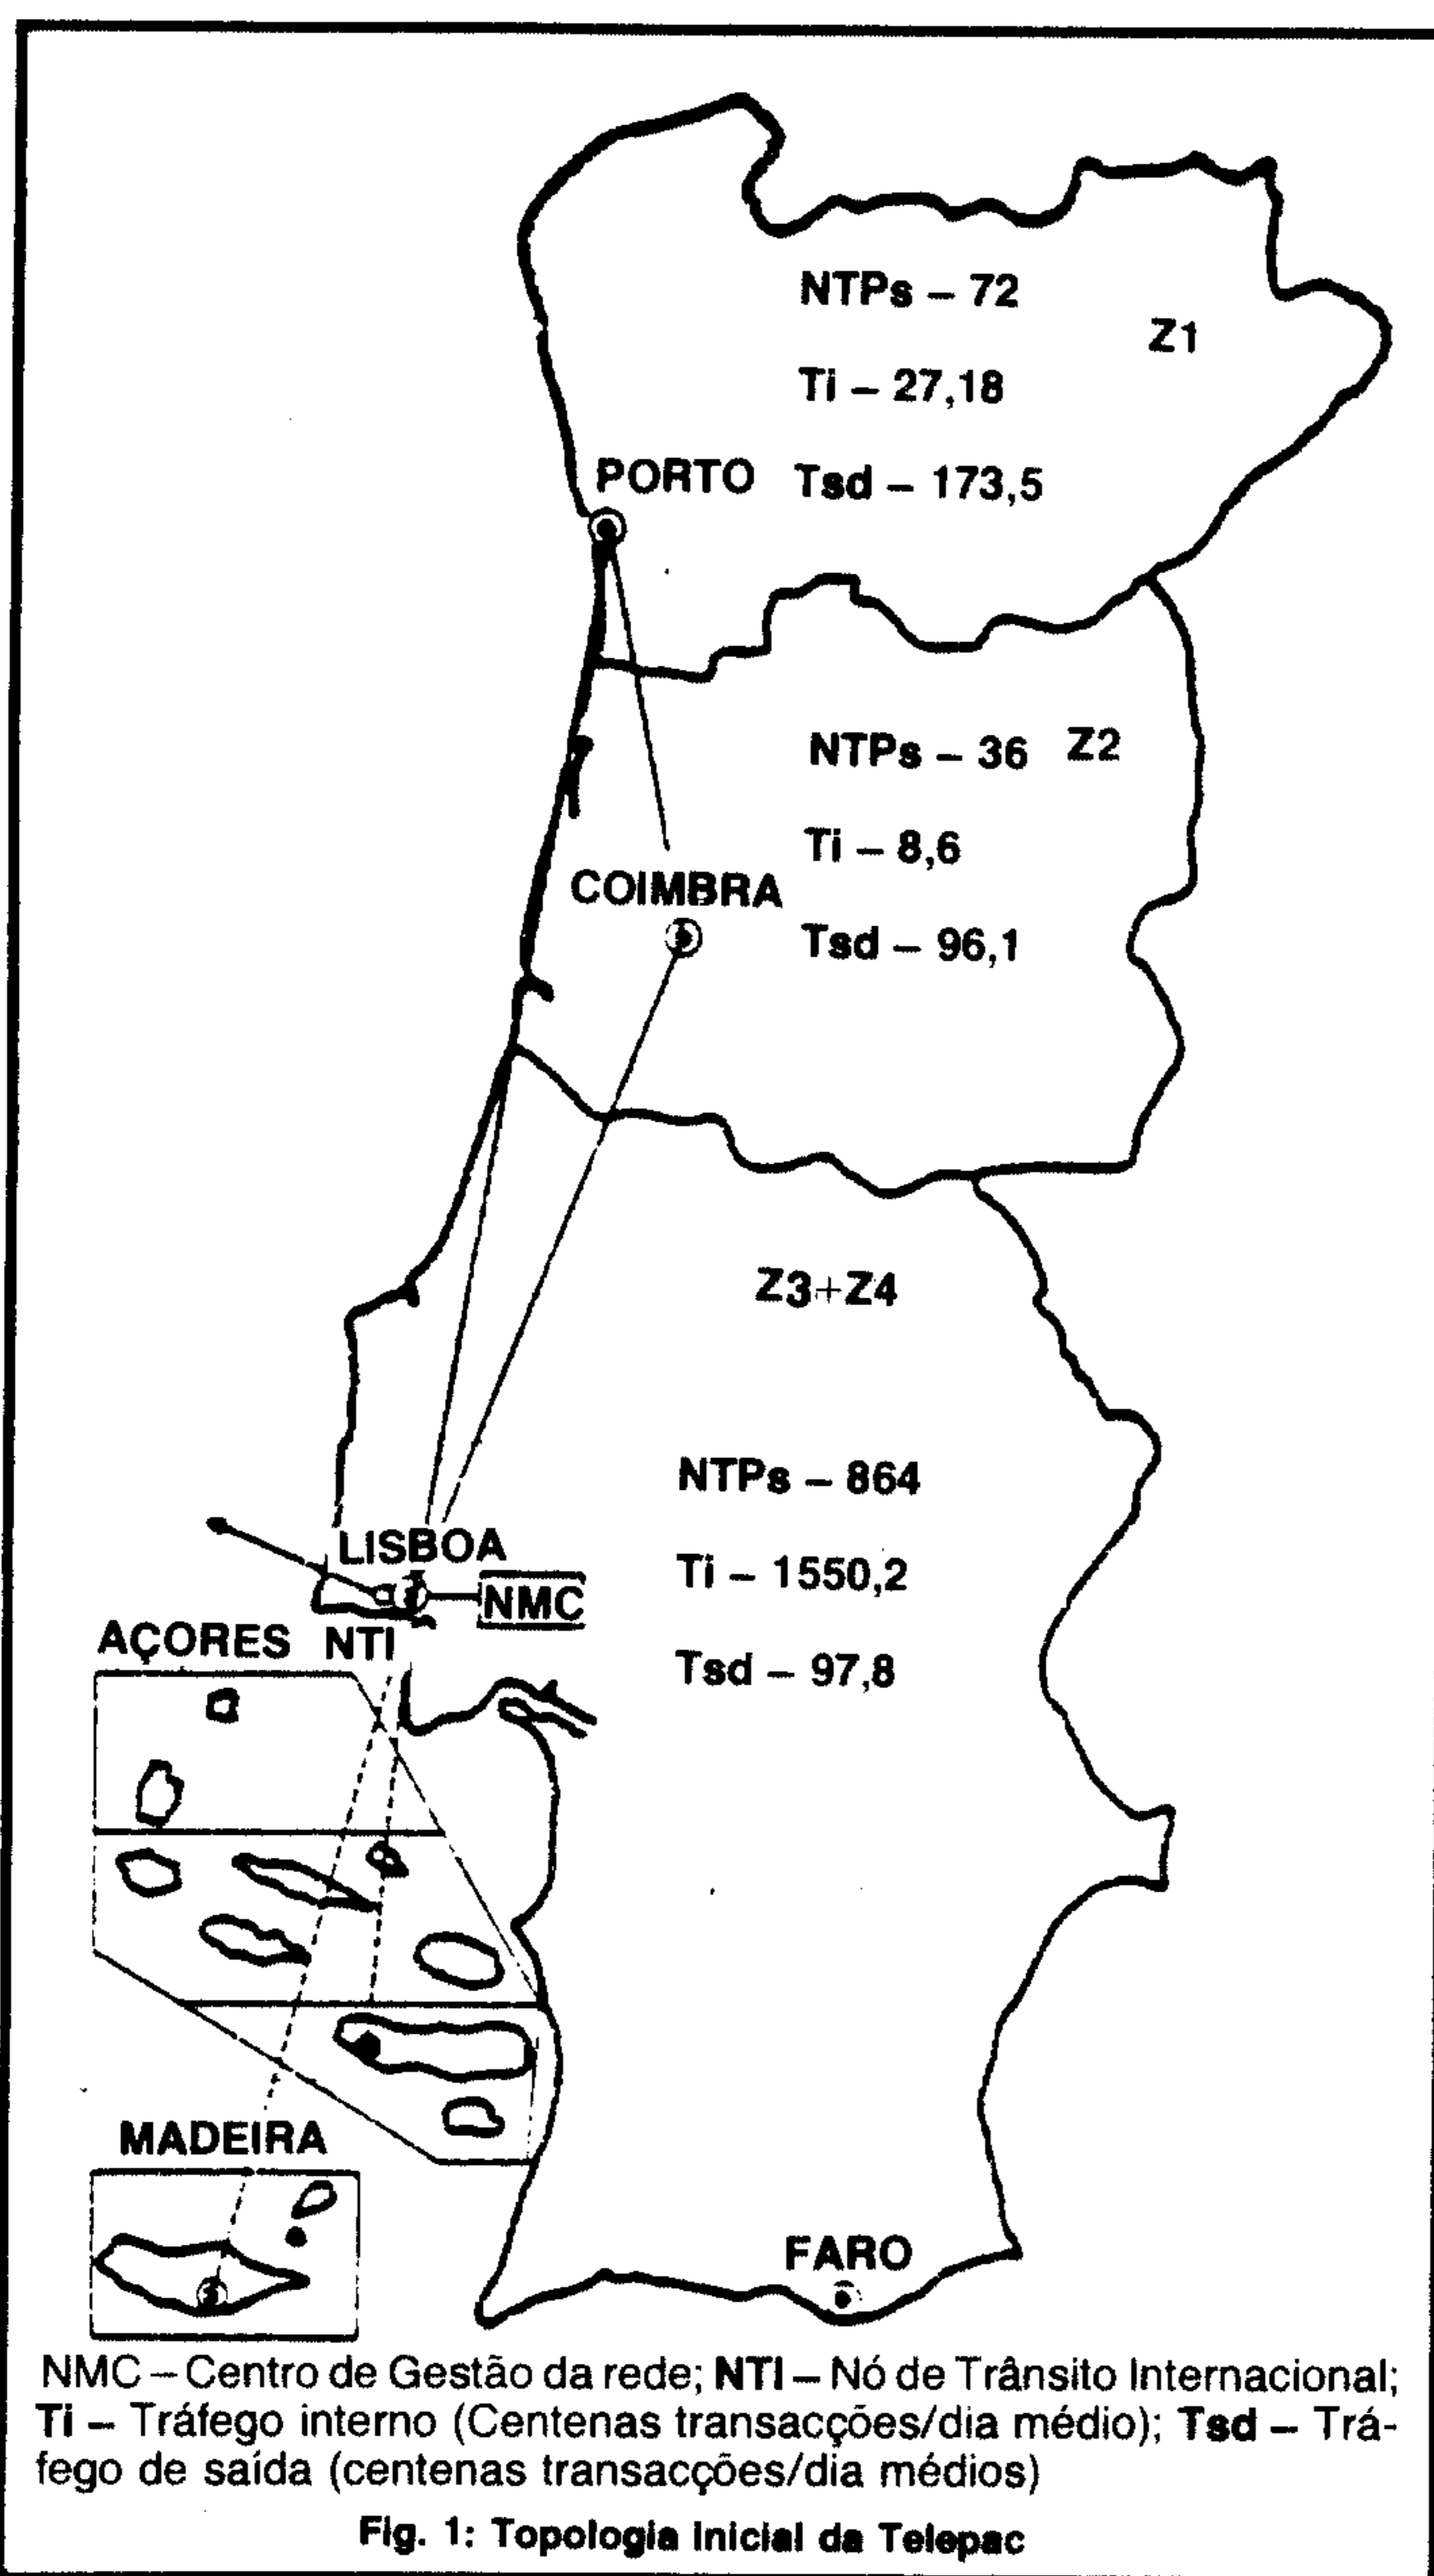 NTPs – 72
Z1
Ti – 27,18
PORTO
Tsd – 173,5
NTPs – 36
Z2
Ti – 8,6
COIMBRA
Tsd – 96,1
Z3+Z4
NTPs – 864
LISBOA
Ti – 1550,2
NMC
AÇORES
NTI
Tsd – 97,8
MADEIRA
FARO
NMC – Centro de Gestão da rede; NTI – Nó de Trânsito Internacional;
Ti – Tráfego interno (Centenas transacções/dia médio); Tsd – Trá-
fego de saída (centenas transacções/dia médios)
Fig. 1: Topologia Inicial da Telepac